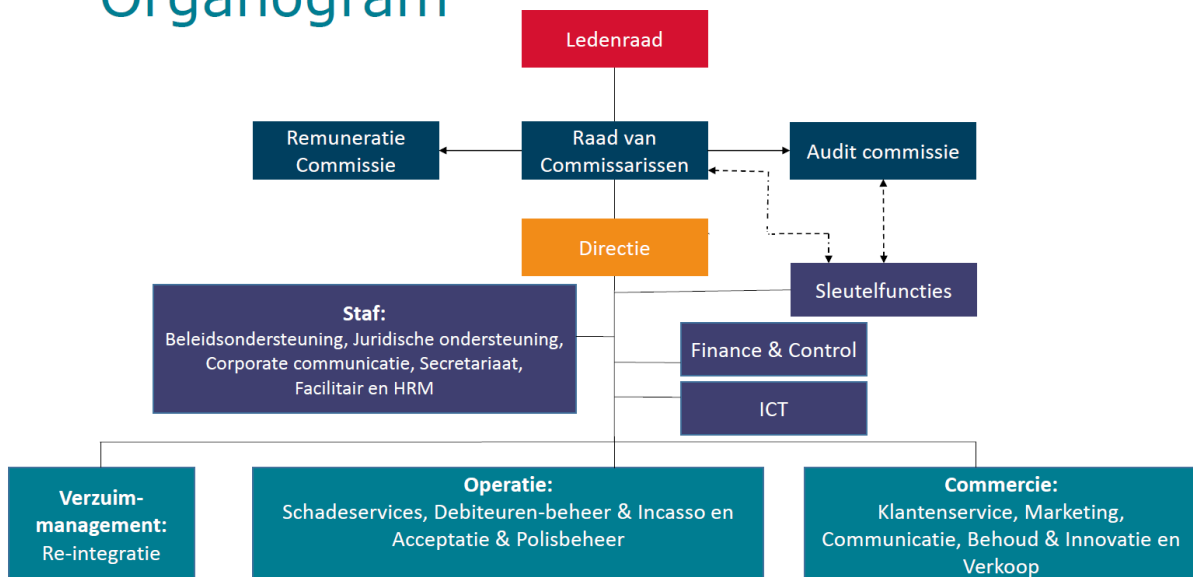 Organogram
Ledenraad
Remuneratie
Commissie
Raad van
Commissarissen
Audit commissie
Directie
Sleutelfuncties
Staf:
Beleidsondersteuning, Juridische ondersteuning,
Corporate communicatie, Secretariaat,
Facilitair en HRM
Finance & Control
ICT
Verzuim-
management:
Re-integratie
Operatie:
Schadeservices, Debiteuren-beheer & Incasso en
Acceptatie & Polisbeheer
Commercie:
Klantenservice, Marketing,
Communicatie, Behoud & Innovatie en
Verkoop